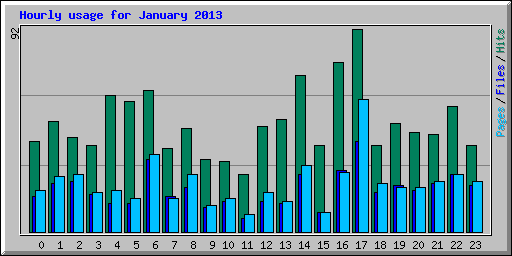 Hourly usage for January 2013
92
Pages/Files/Hits
0 1 2 3 4 5 6 7 8 9 10 11 12 13 14 15 16 17 18 19 20 21 22 23